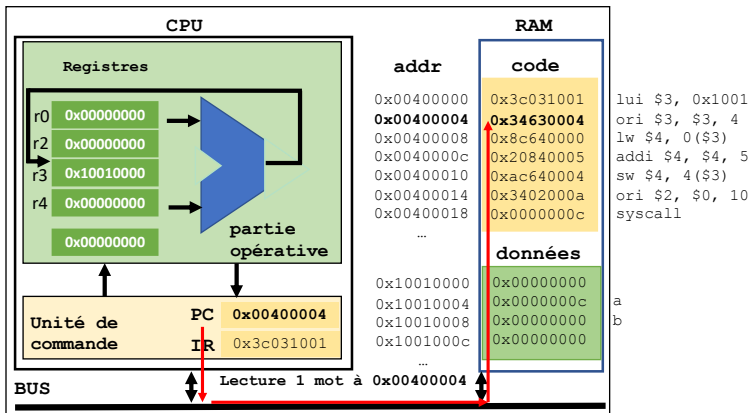 CPU
RAM
Registres
addr
code
r0 0x00000000
r2 0x00000000
r3 0x10010000
r4 0x00000000
0x00000000
partie
opérative
0x00400000 0x3c031001 lui $3, 0x1001
0x00400004 0x34630004 ori $3, $3, 4
0x00400008 0x8c640000 lw $4, 0($3)
0x0040000c 0x20840005 addi $4, $4, 5
0x00400010 0xac640004 sw $4, 4($3)
0x00400014 0x3402000a ori $2, $0, 10
0x00400018 0x0000000c syscall
…
données
0x10010000 0x00000000
0x10010004 0x0000000c a
0x10010008 0x00000000 b
0x1001000c 0x00000000
…
Unité de
commande
PC 0x00400004
IR 0x3c031001
Lecture 1 mot à 0x00400004
BUS